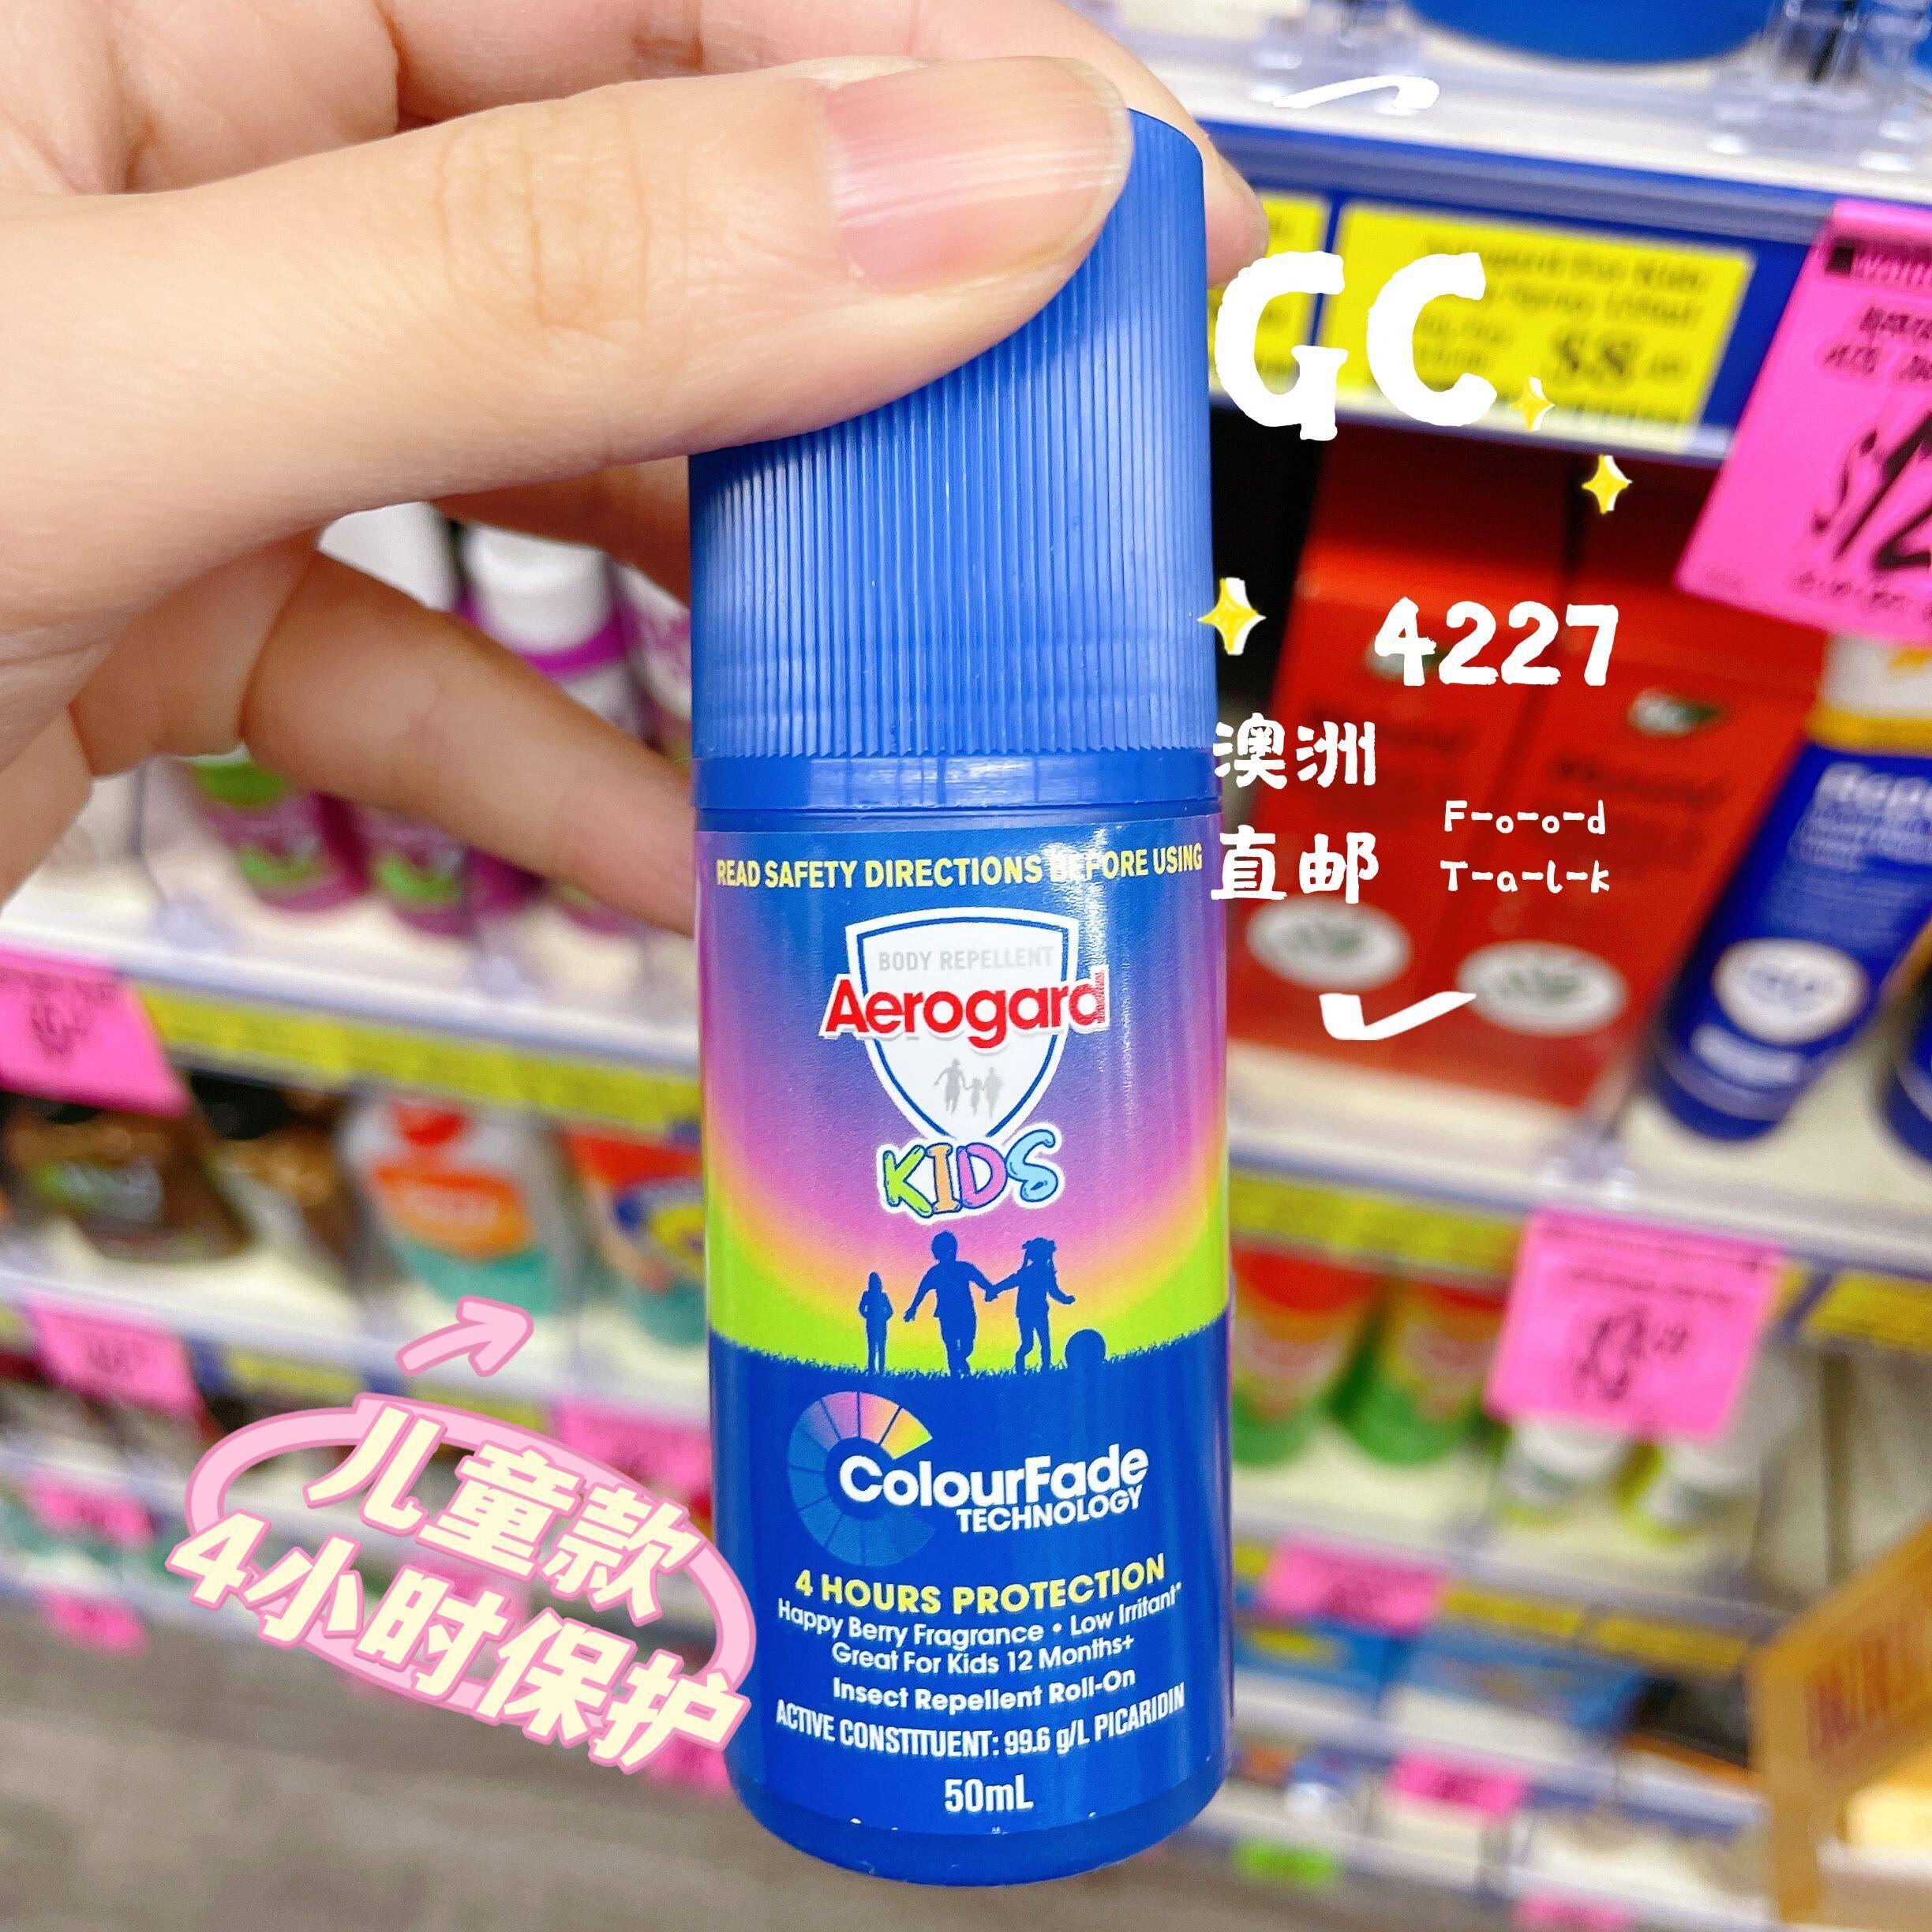 GC
4227
澳洲
直邮
F-o-o-d
T-a-l-k
READ SAFETY DIRECTIONS BEFORE USING
BODY REPELLENT
Aerogard
KIDS
ColourFade
TECHNOLOGY
4 HOURS PROTECTION
Happy Berry Fragrance • Low Irritant*
Great For Kids 12 Months+
Insect Repellent Roll-On
ACTIVE CONSTITUENT: 99.6 g/L PICARIDIN
50mL
儿童款
4小时保护